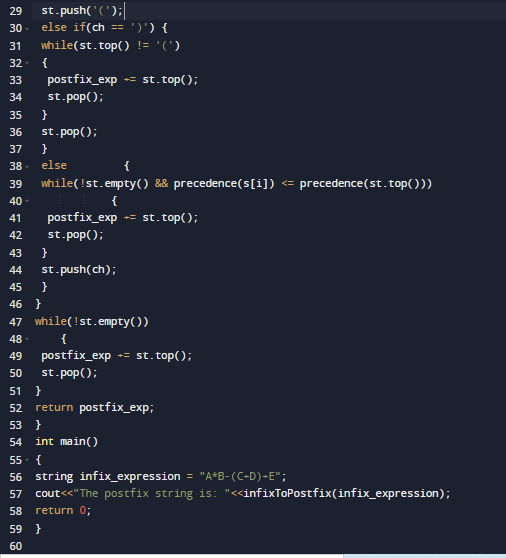 29 st.push('(');
30 else if(ch == ')') {
31 while(st.top() != '(')
32 {
33 postfix_exp += st.top();
34 st.pop();
35 }
36 st.pop();
37 }
38 else {
39 while(!st.empty() && precedence(s[i]) <= precedence(st.top()))
40 {
41 postfix_exp += st.top();
42 st.pop();
43 }
44 st.push(ch);
45 }
46 }
47 while(!st.empty())
48 {
49 postfix_exp += st.top();
50 st.pop();
51 }
52 return postfix_exp;
53 }
54 int main()
55 {
56 string infix_expression = "A*B-(C+D)+E";
57 cout<<"The postfix string is: "<<infixToPostfix(infix_expression);
58 return 0;
59 }
60